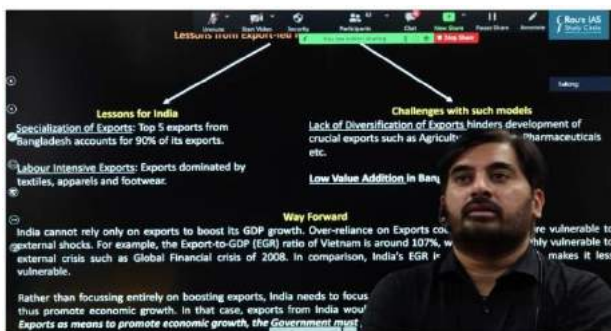 Unmute
Start Video
Security
Participants
Chat
New Share
Pause Share
Annotate
Rau's IAS
Study Circle
Lessons from Export-led
Stop Share
Talking:
Lessons for India
Specialization of Exports: Top 5 exports from
Bangladesh accounts for 90% of its exports.
Labour Intensive Exports: Exports dominated by
textiles, apparels and footwear.
Challenges with such models
Lack of Diversification of Exports hinders development of
crucial exports such as Pharmaceuticals
etc.
Low Value Addition in
Way Forward
India cannot rely only on exports to boost its GDP growth. Over-reliance on Exports vulnerable to
external shocks. For example, the Export-to-GDP (EGR) ratio of Vietnam is around 107%, vulnerable to
external crisis such as Global Financial crisis of 2008. In comparison, India's EGR is makes it less
vulnerable.
Rather than focussing entirely on boosting exports, India needs to focus
thus promote economic growth. In that case, exports from India
Exports as means to promote economic growth, the Government must